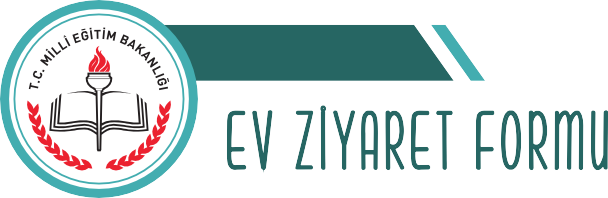 T.C. MİLLİ EĞİTİM BAKANLIĞI
EV ZİYARET FORMU